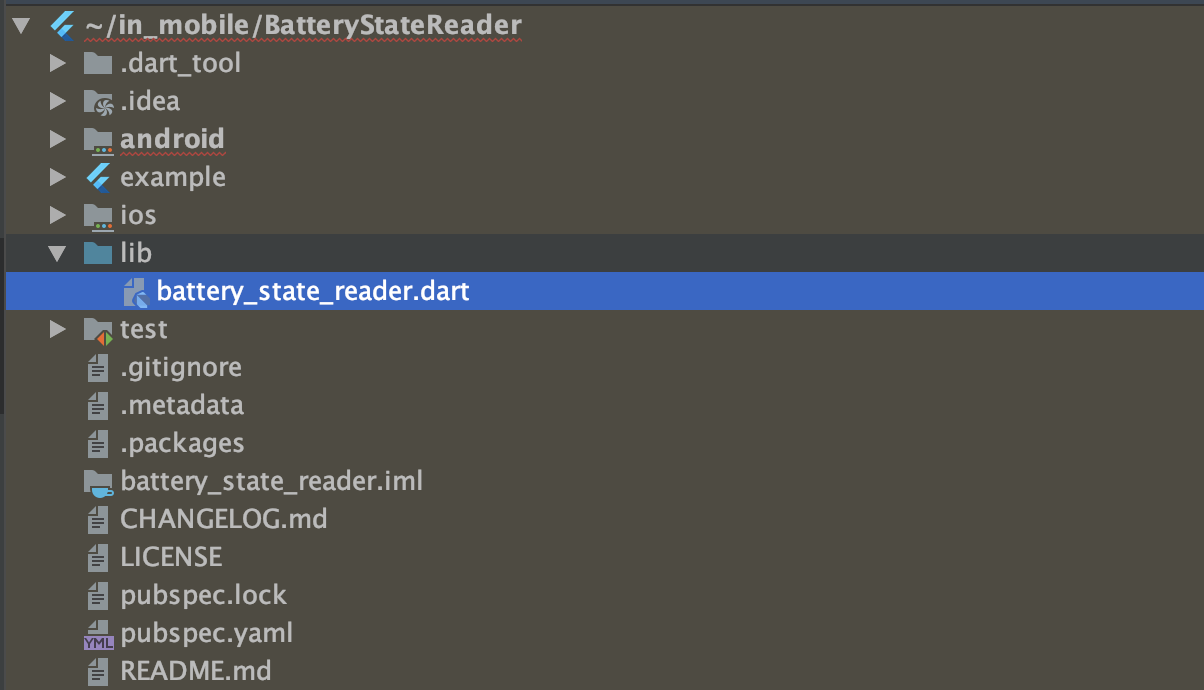 ~/in_mobile/BatteryStateReader
.dart_tool
.idea
android
example
ios
lib
battery_state_reader.dart
test
.gitignore
.metadata
.packages
battery_state_reader.iml
CHANGELOG.md
LICENSE
pubspec.lock
YML pubspec.yaml
README.md